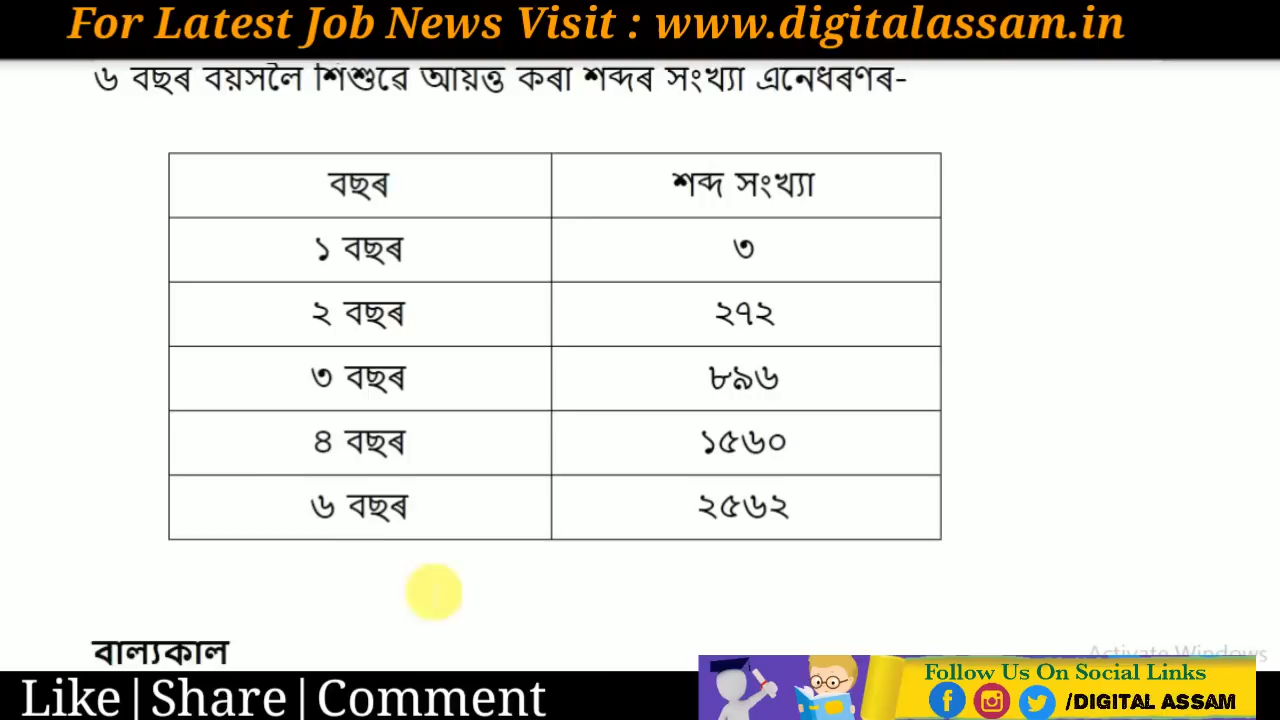 For Latest Job News Visit : www.digitalassam.in
৬ বছৰ বয়সলৈ শিশুৱে আয়ত্ত কৰা শব্দৰ সংখ্যা এনেধৰণৰ-
বছৰ শব্দ সংখ্যা
১ বছৰ ৩
২ বছৰ ২৭২
৩ বছৰ ৮৯৬
৪ বছৰ ১৫৬০
৬ বছৰ ২৫৬২
বাল্যকাল
Activate Windows
Like|Share|Comment
Follow Us On Social Links
/DIGITAL ASSAM